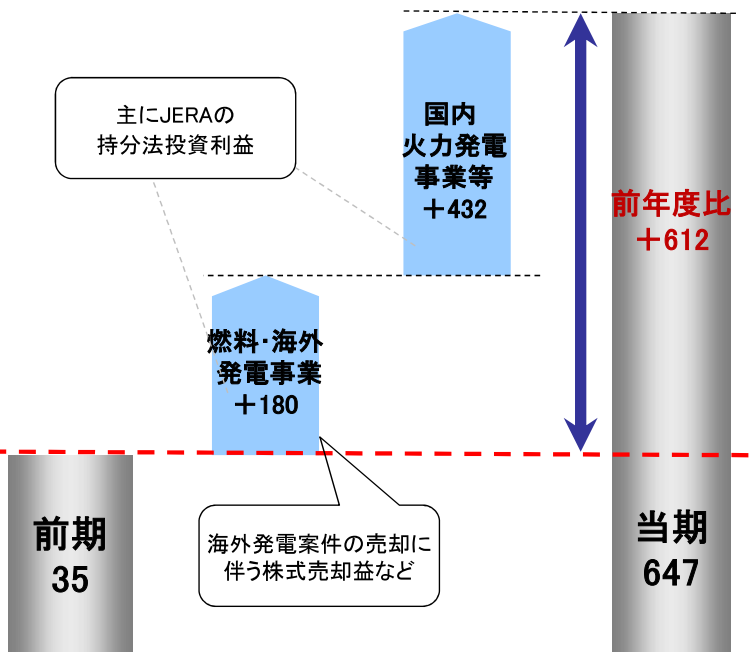 主にJERAの
持分法投資利益
国内
火力発電
事業等
＋432
前年度比
＋612
燃料･海外
発電事業
＋180
前期
35
海外発電案件の売却に
伴う株式売却益など
当期
647